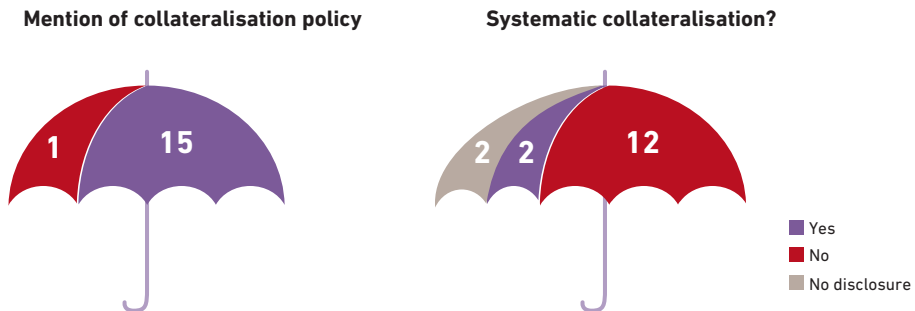 Mention of collateralisation policy
Systematic collateralisation?
1
15
2
2
12
Yes
No
No disclosure